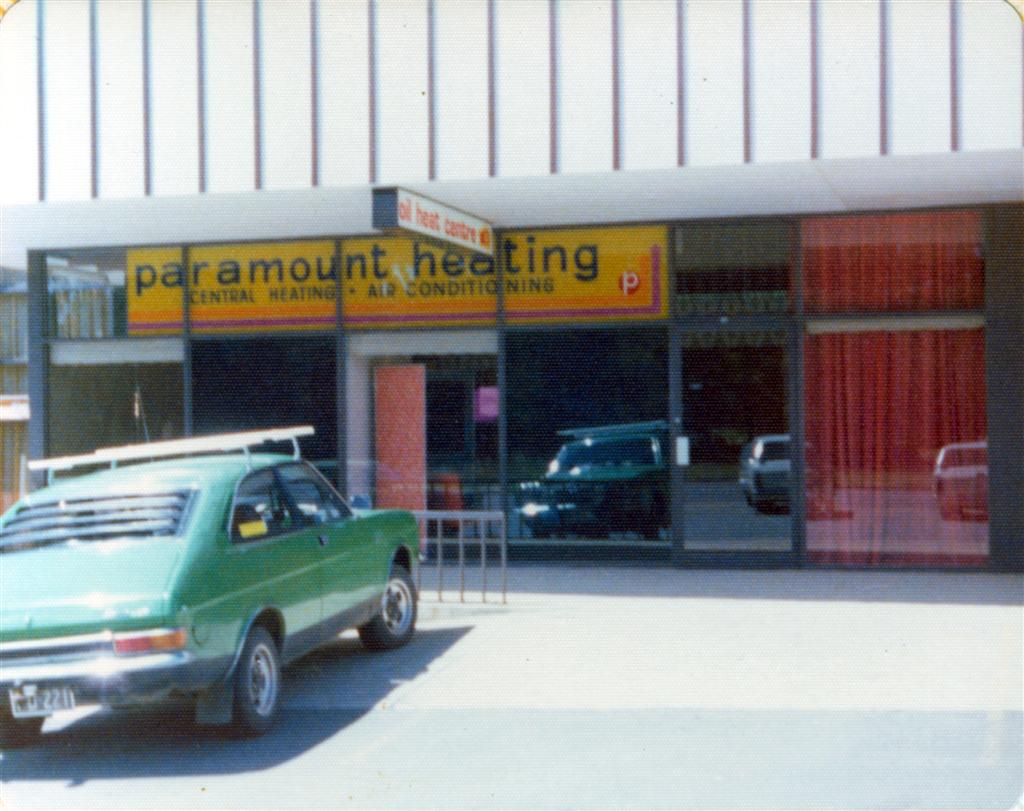 oil heat centre
paramount heating
CENTRAL HEATING • AIR CONDITIONING
p